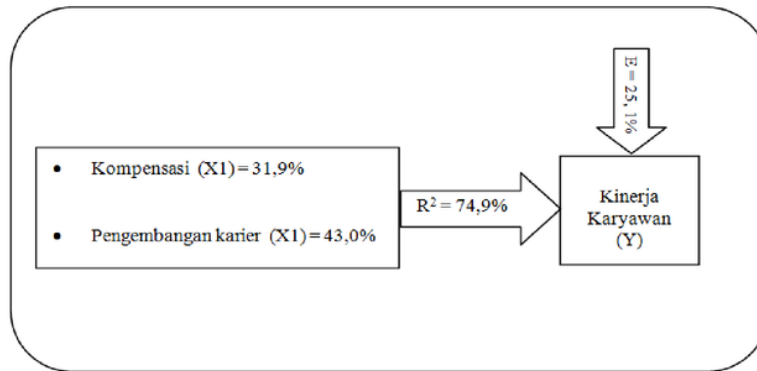 E = 25, 1%
• Kompensasi (X1) = 31,9%
• Pengembangan karier (X1) = 43,0%
R² = 74,9%
Kinerja
Karyawan
(Y)